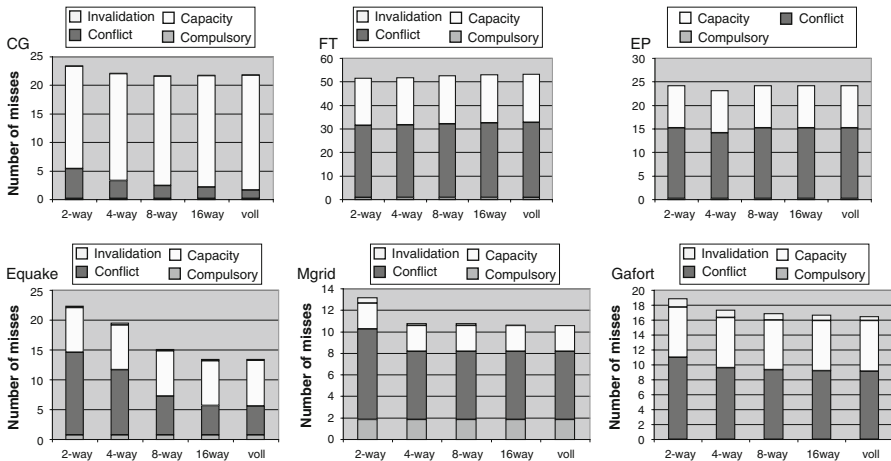 CG
Invalidation Capacity
Conflict Compulsory
Number of misses
25
20
15
10
5
0
2-way 4-way 8-way 16way voll
FT
Invalidation Capacity
Conflict Compulsory
60
50
40
30
20
10
0
2-way 4-way 8-way 16way voll
EP
Capacity Conflict
Compulsory
30
25
20
15
10
5
0
2-way 4-way 8-way 16way voll
Equake
Invalidation Capacity
Conflict Compulsory
Number of misses
25
20
15
10
5
0
2-way 4-way 8-way 16way voll
Mgrid
Invalidation Capacity
Conflict Compulsory
Number of misses
14
12
10
8
6
4
2
0
2-way 4-way 8-way 16way voll
Gafort
Invalidation Capacity
Conflict Compulsory
Number of misses
20
18
16
14
12
10
8
6
4
2
0
2-way 4-way 8-way 16way voll